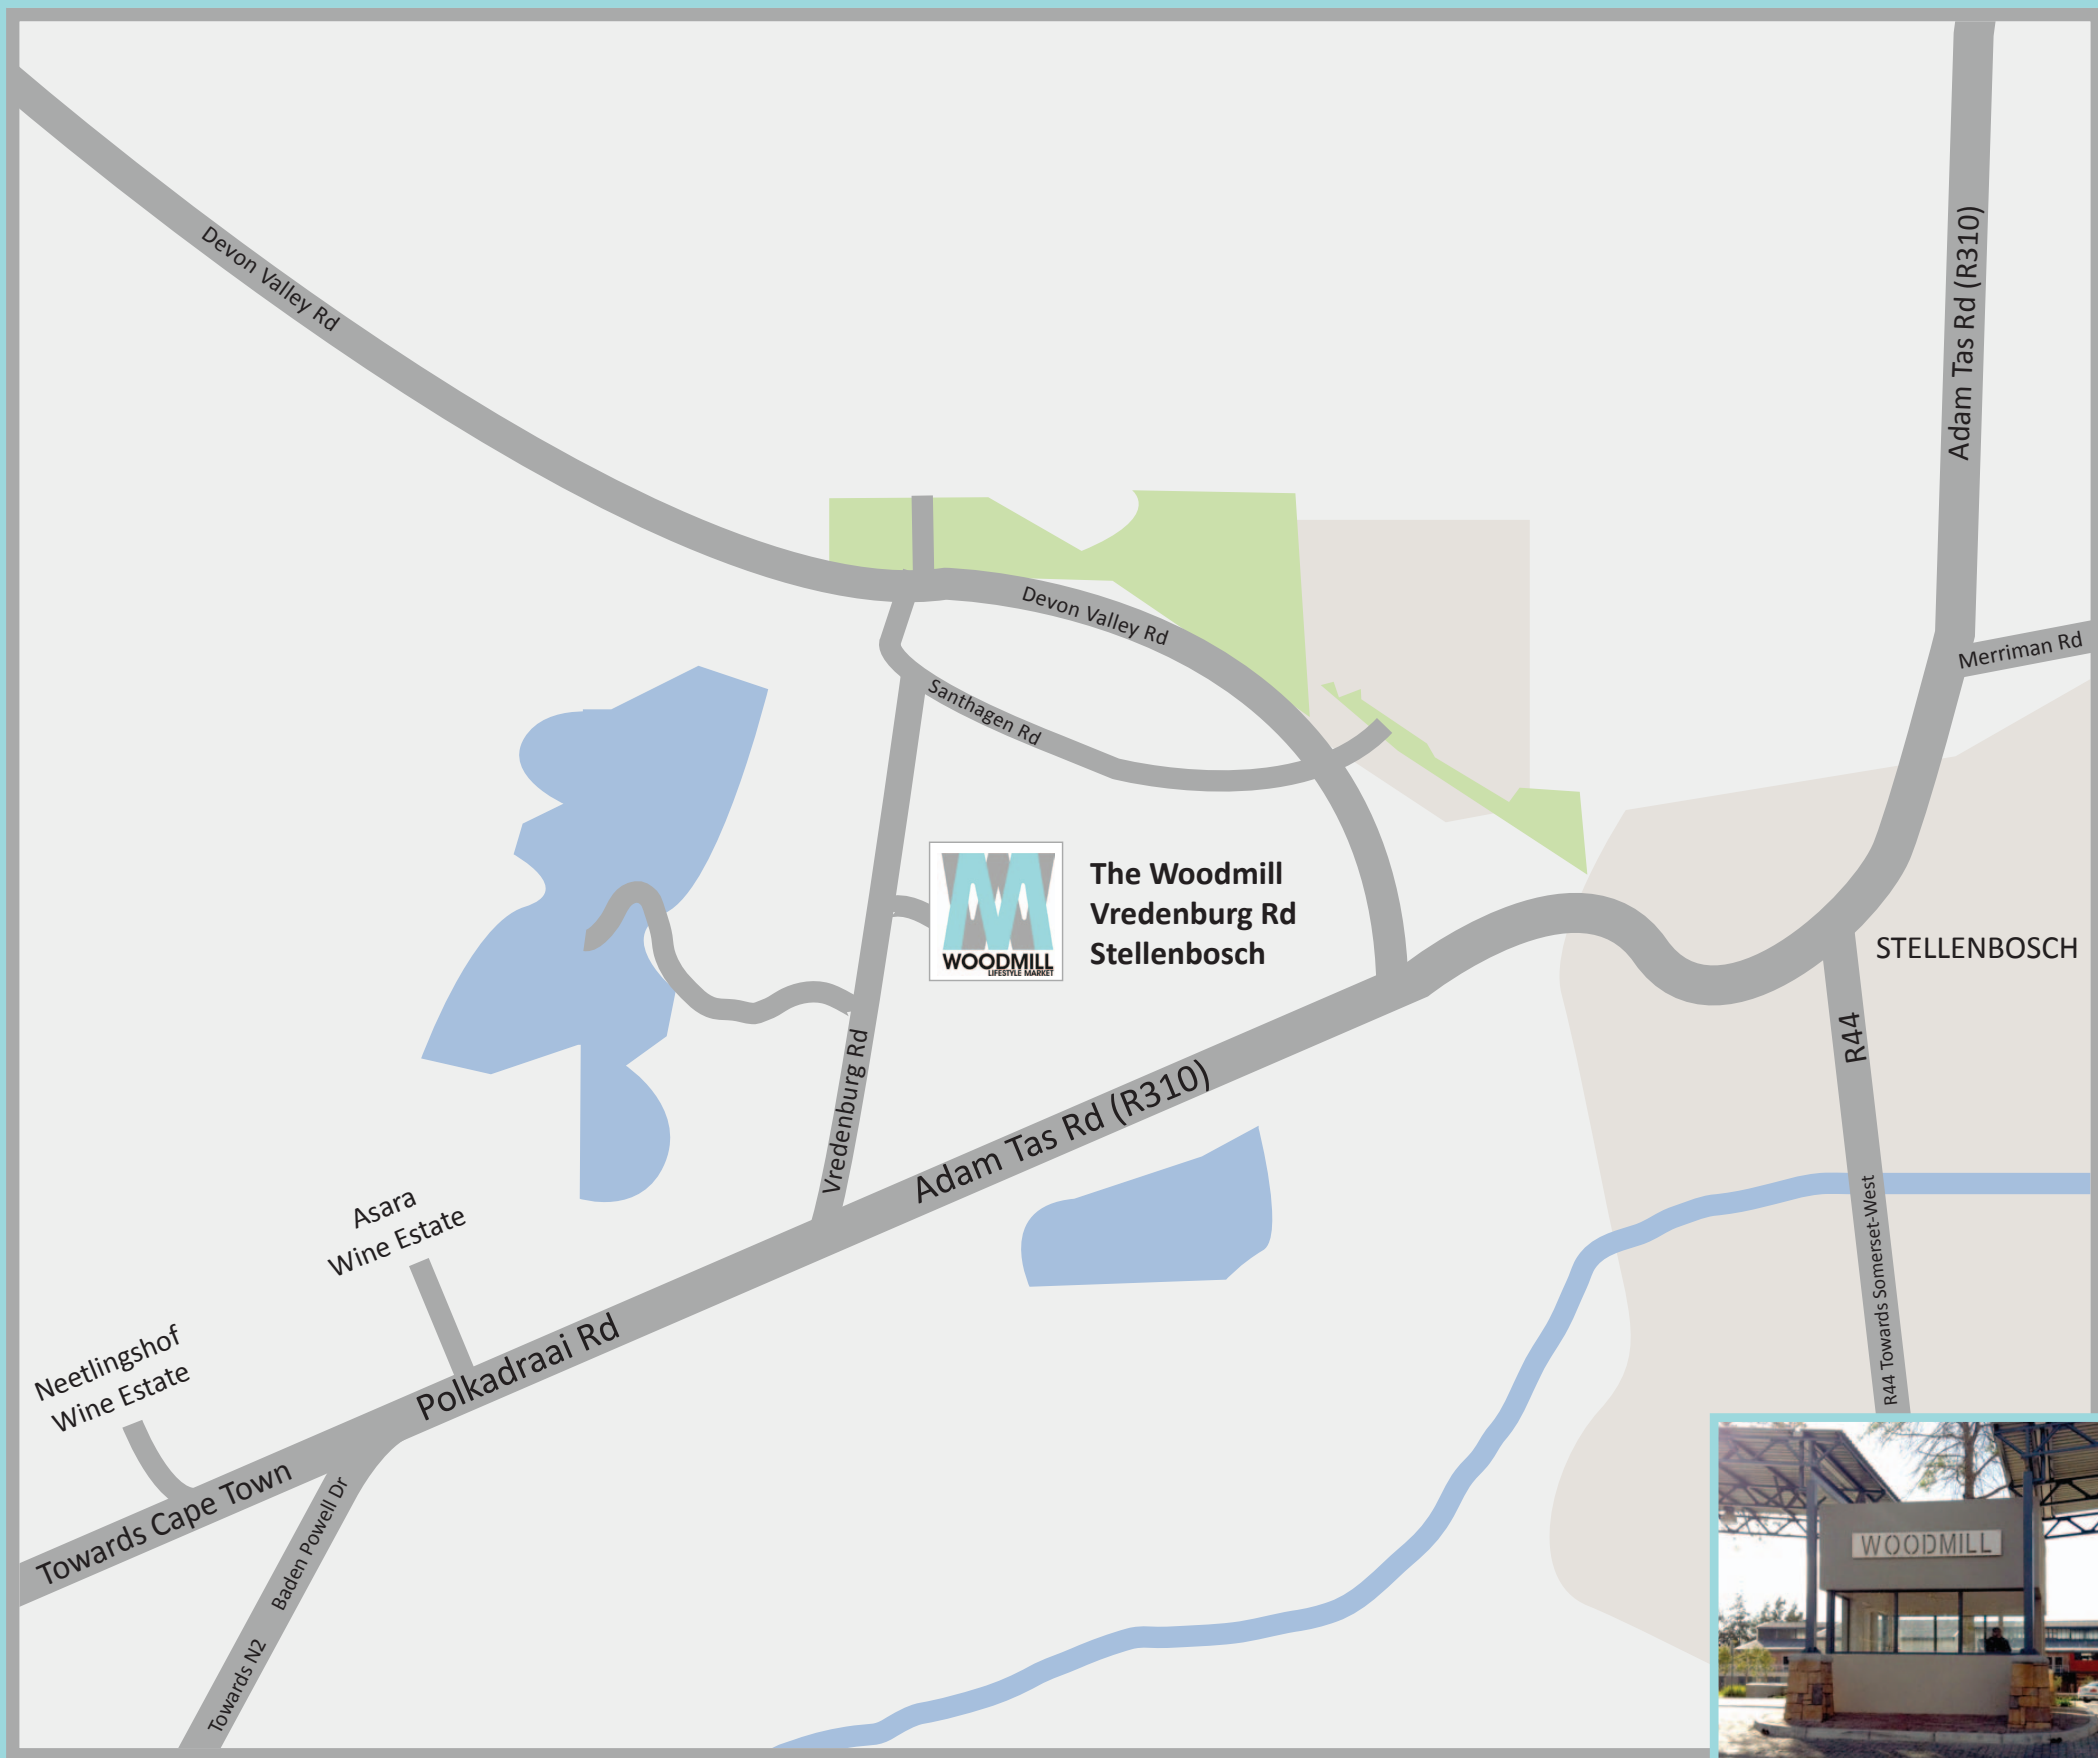 Devon Valley Rd
Adam Tas Rd (R310)
Devon Valley Rd
Merriman Rd
Santhagen Rd
WOODMILL
LIFESTYLE MARKET
The Woodmill
Vredenburg Rd
Stellenbosch
STELLENBOSCH
R44
Vredenburg Rd
Adam Tas Rd (R310)
Asara
Wine Estate
R44 Towards Somerset-West
Neetlingshof
Wine Estate
Polkadraai Rd
Towards Cape Town
Baden Powell Dr
Towards N2
WOODMILL